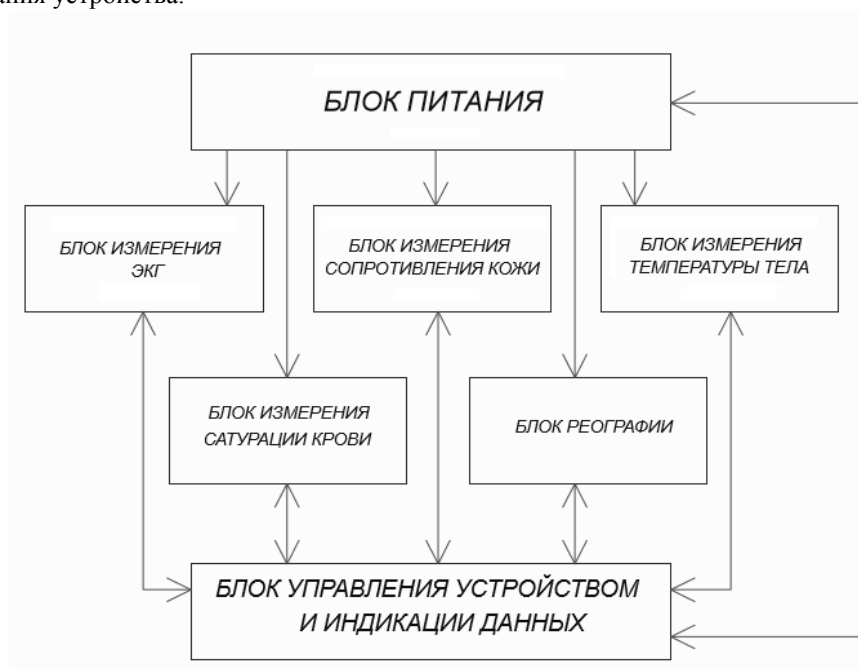 устройства.
БЛОК ПИТАНИЯ
БЛОК ИЗМЕРЕНИЯ
ЭКГ
БЛОК ИЗМЕРЕНИЯ
СОПРОТИВЛЕНИЯ КОЖИ
БЛОК ИЗМЕРЕНИЯ
ТЕМПЕРАТУРЫ ТЕЛА
БЛОК ИЗМЕРЕНИЯ
САТУРАЦИИ КРОВИ
БЛОК РЕОГРАФИИ
БЛОК УПРАВЛЕНИЯ УСТРОЙСТВОМ
И ИНДИКАЦИИ ДАННЫХ